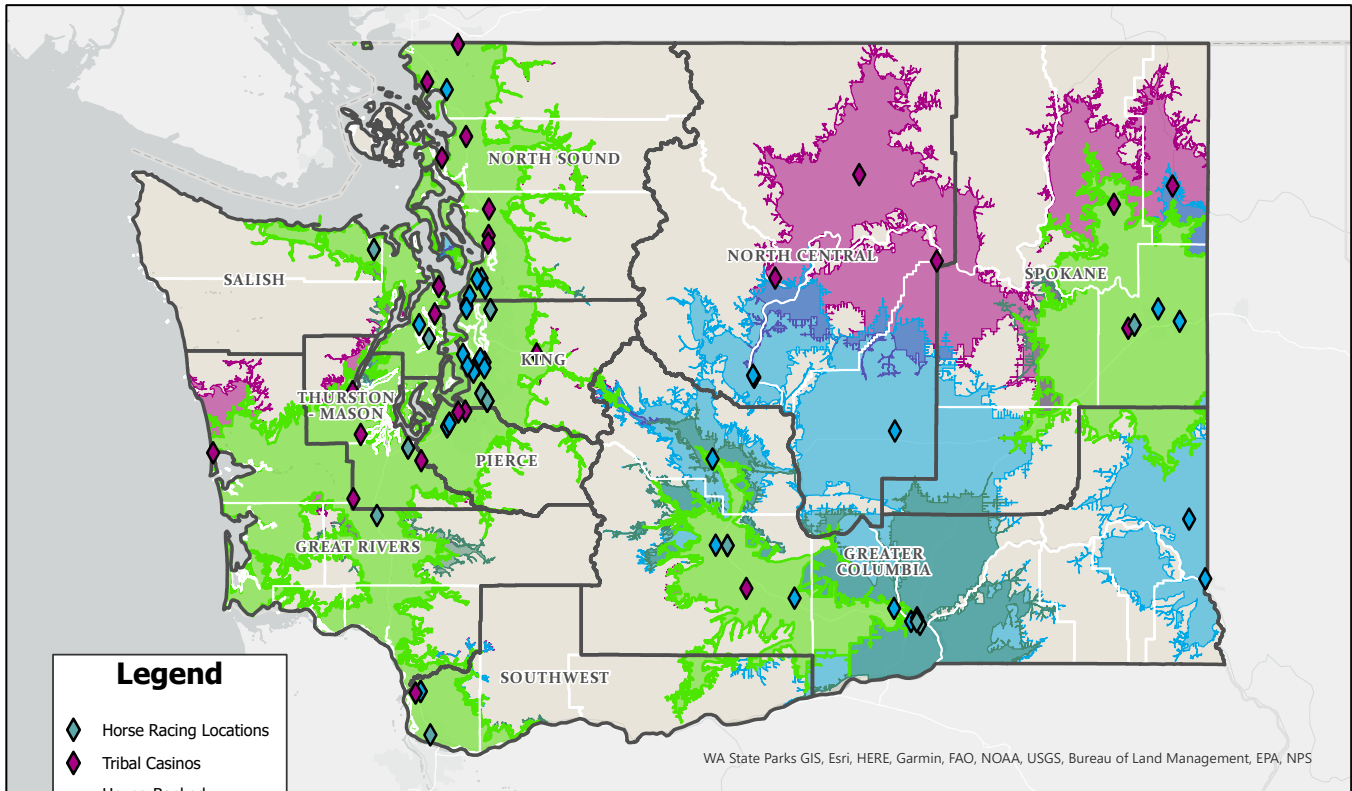 NORTH SOUND
SALISH
NORTH CENTRAL
SPOKANE
KING
THURSTON
- MASON
PIERCE
GREAT RIVERS
GREATER
COLUMBIA
SOUTHWEST
Legend
Horse Racing Locations
Tribal Casinos
WA State Parks GIS, Esri, HERE, Garmin, FAO, NOAA, USGS, Bureau of Land Management, EPA, NPS